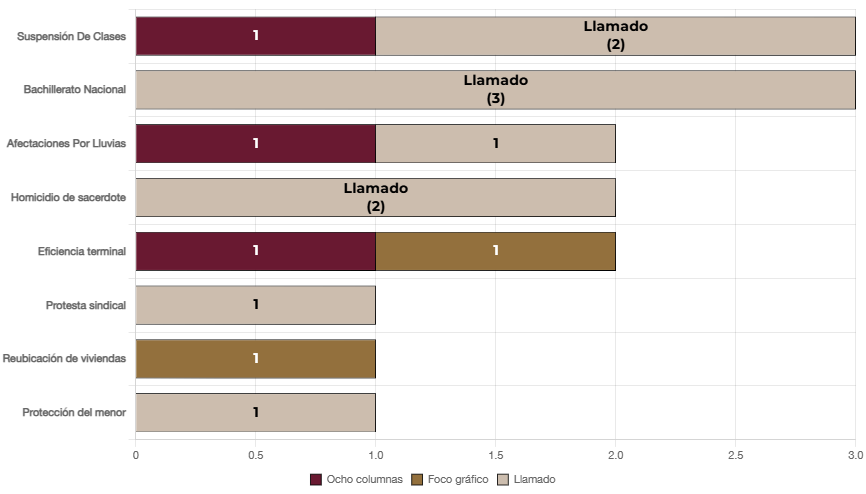 Suspensión De Clases
1
Llamado
(2)
Bachillerato Nacional
Llamado
(3)
Afectaciones Por Lluvias
1
1
Homicidio de sacerdote
Llamado
(2)
Eficiencia terminal
1
1
Protesta sindical
1
Reubicación de viviendas
1
Protección del menor
1
0 0.5 1.0 1.5 2.0 2.5 3.0
Ocho columnas Foco gráfico Llamado